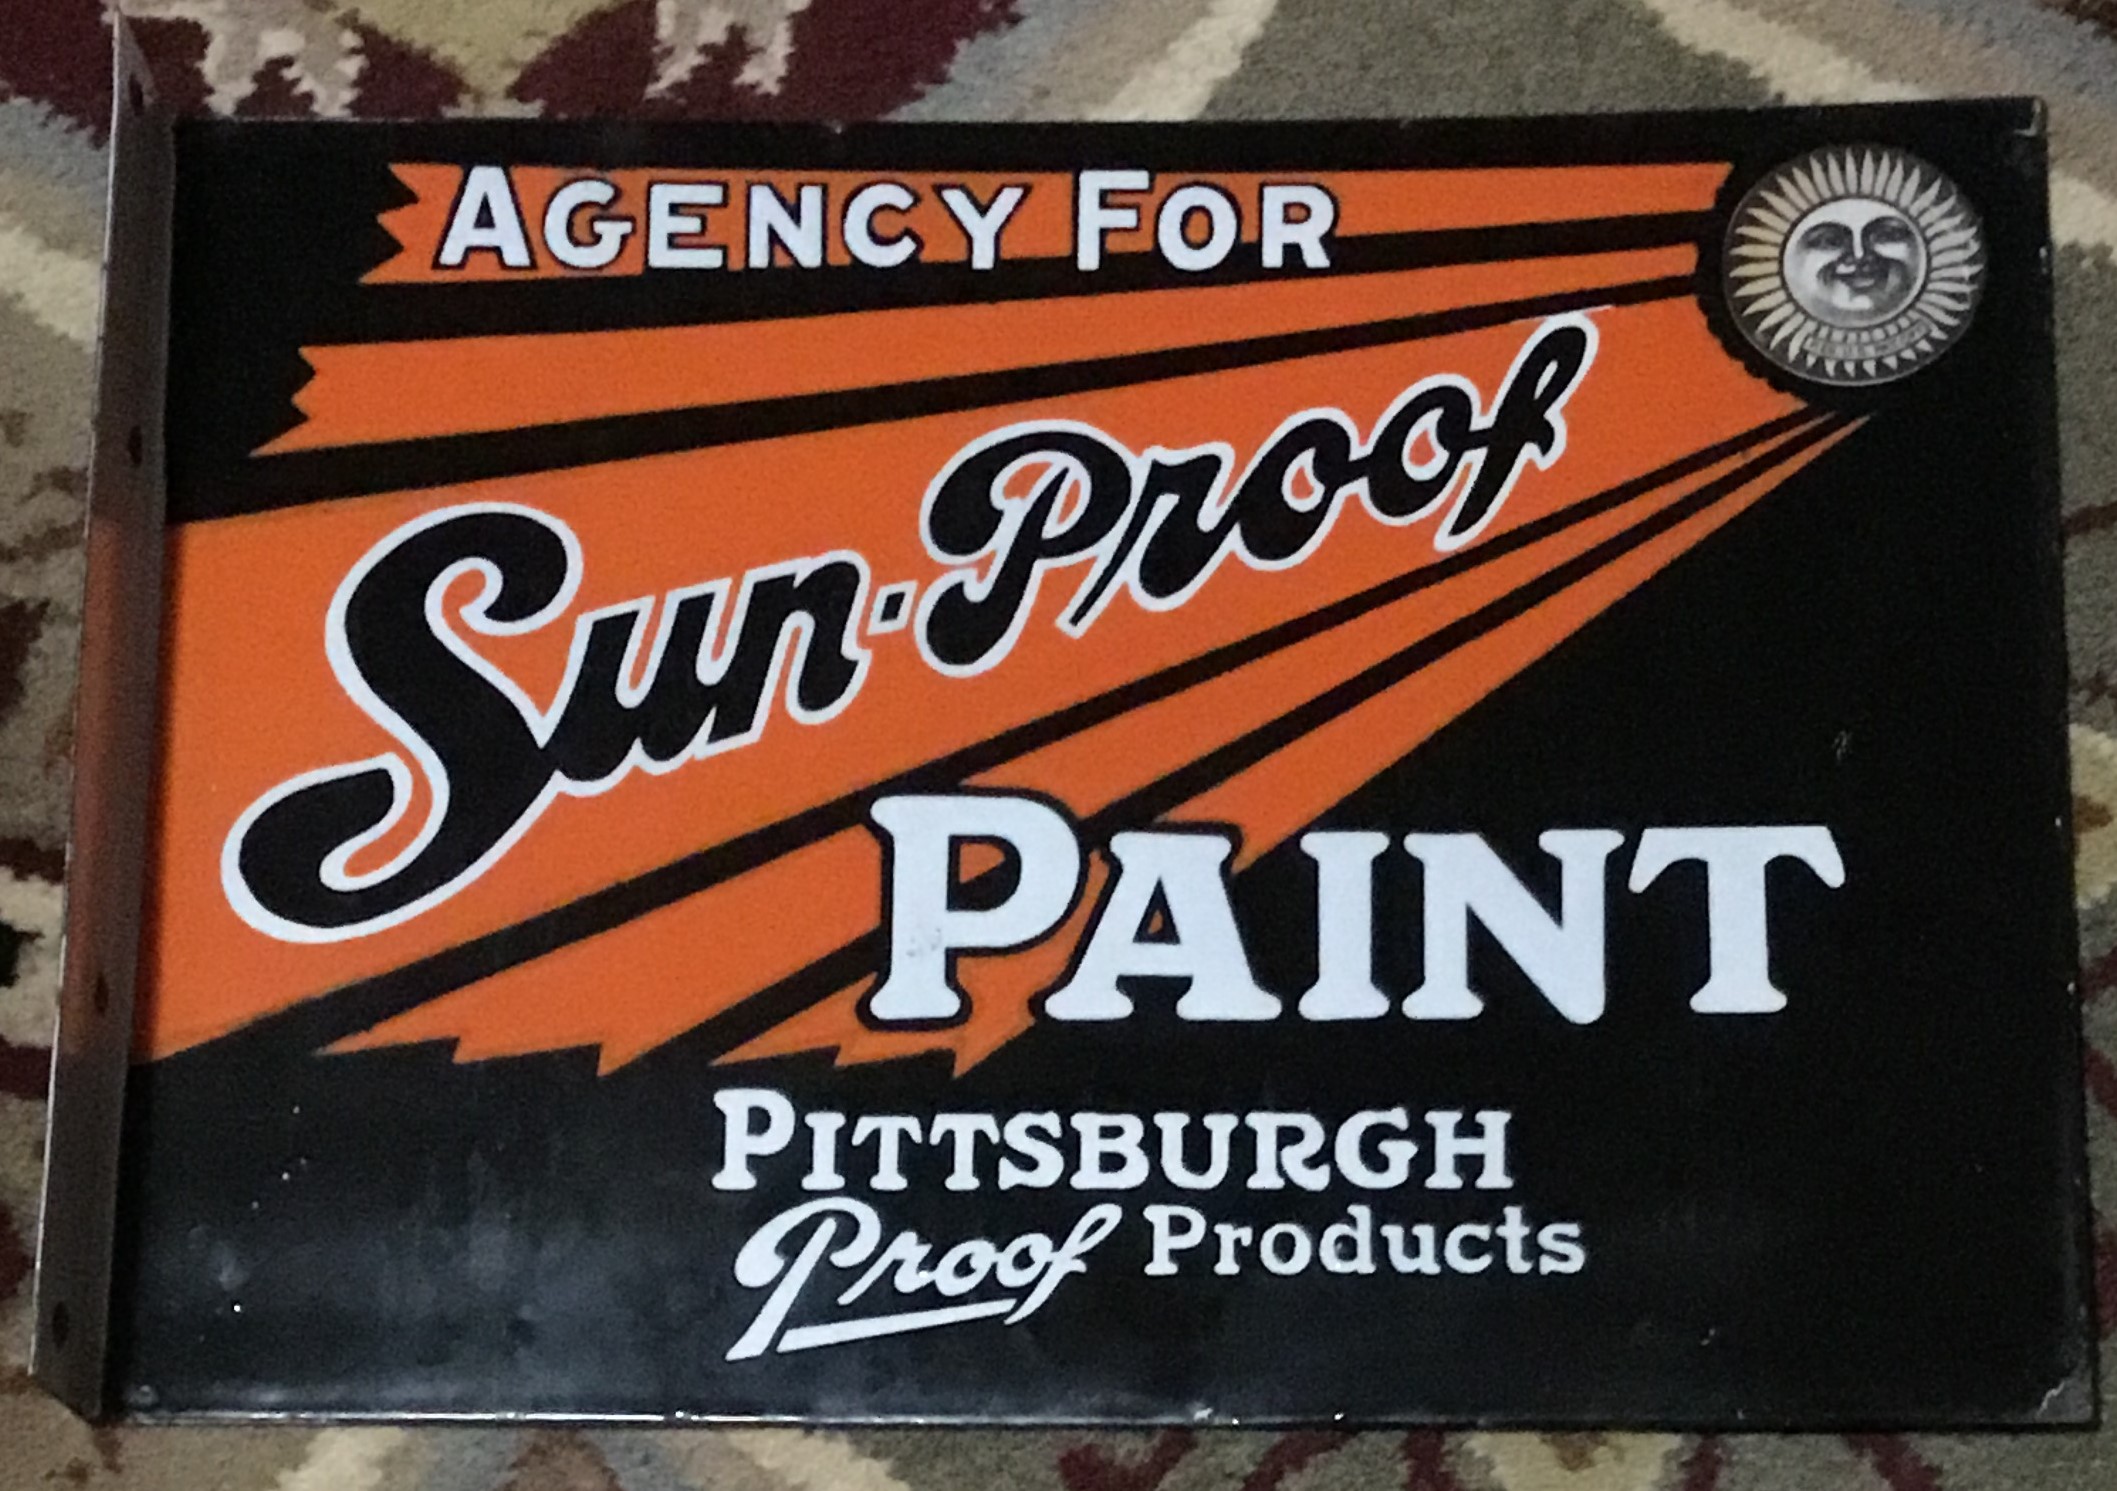 AGENCY FOR
Sun-Proof
PAINT
PITTSBURGH
Proof Products